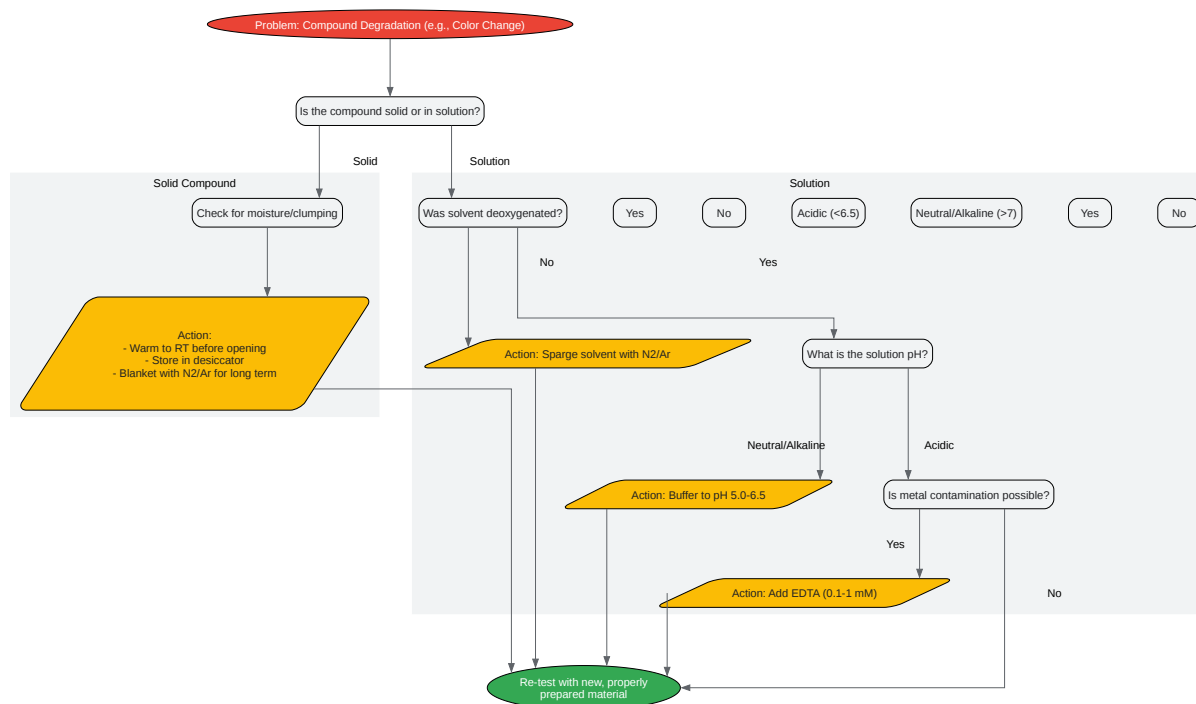 Problem: Compound Degradation (e.g., Color Change)
Is the compound solid or in solution?
Solid
Solution
Solid Compound
Solution
Check for moisture/clumping
Was solvent deoxygenated?
Yes
No
Acidic (<6.5)
Neutral/Alkaline (>7)
Yes
No
No
Yes
Action:
- Warm to RT before opening
- Store in desiccator
- Blanket with N2/Ar for long term
Action: Sparge solvent with N2/Ar
What is the solution pH?
Neutral/Alkaline
Acidic
Action: Buffer to pH 5.0-6.5
Is metal contamination possible?
Yes
Action: Add EDTA (0.1-1 mM)
No
Re-test with new, properly
prepared material